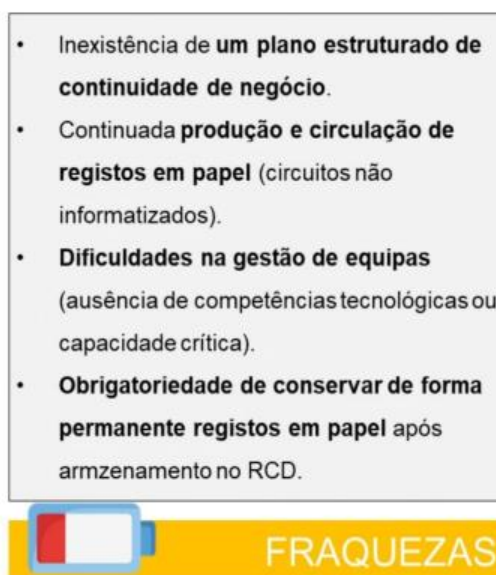 • Inexistência de um plano estruturado de
continuidade de negócio.
• Continuada produção e circulação de
registos em papel (circuitos não
informatizados).
• Dificuldades na gestão de equipas
(ausência de competências tecnológicas ou
capacidade crítica).
• Obrigatoriedade de conservar de forma
permanente registos em papel após
armzenamento no RCD.
FRAQUEZAS